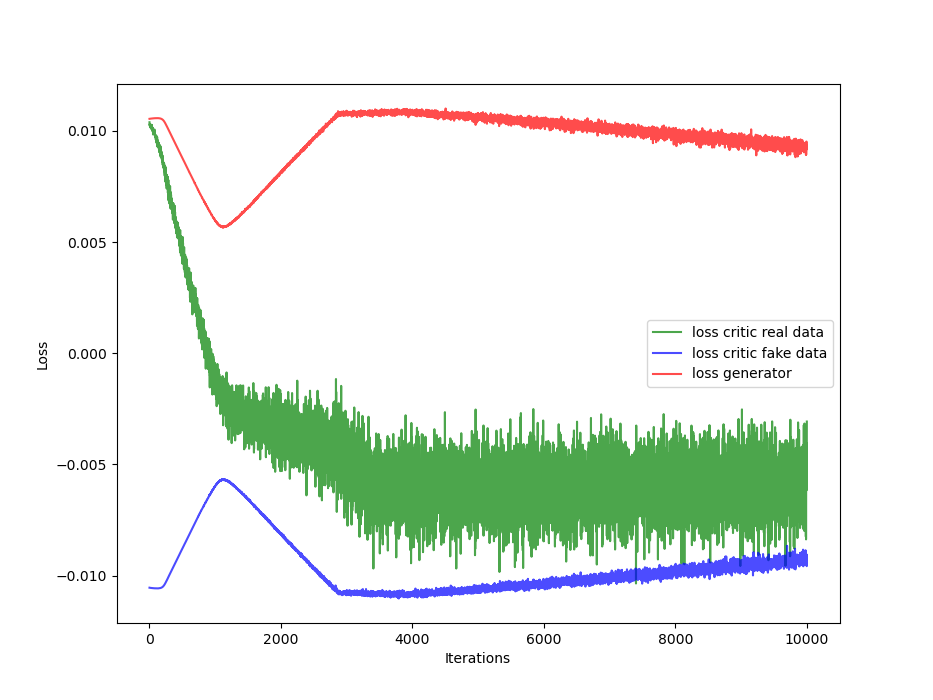 0.010
0.005
0.000
−0.005
−0.010
Loss
loss critic real data
loss critic fake data
loss generator
0 2000 4000 6000 8000 10000
Iterations